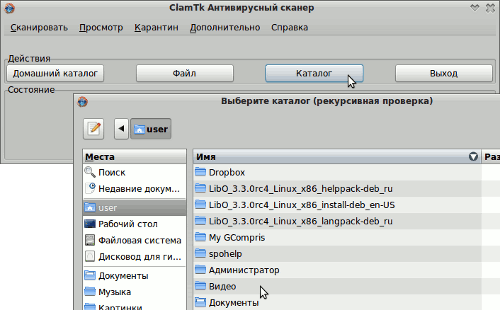 ClamTk Антивирусный сканер
Сканировать Просмотр Карантин Дополнительно Справка
Действия
Домашний каталог Файл Каталог Выход
Состояние
Выберите каталог (рекурсивная проверка)
user
Места
Поиск
Недавние докум...
user
Рабочий стол
Файловая система
Дисковод для ги...
Документы
Музыка
Картинки
Имя Раз
Dropbox
LibO_3.3.0rc4_Linux_x86_helppack-deb_ru
LibO_3.3.0rc4_Linux_x86_install-deb_en-US
LibO_3.3.0rc4_Linux_x86_langpack-deb_ru
My GCompris
spohelp
Администратор
Видео
Документы